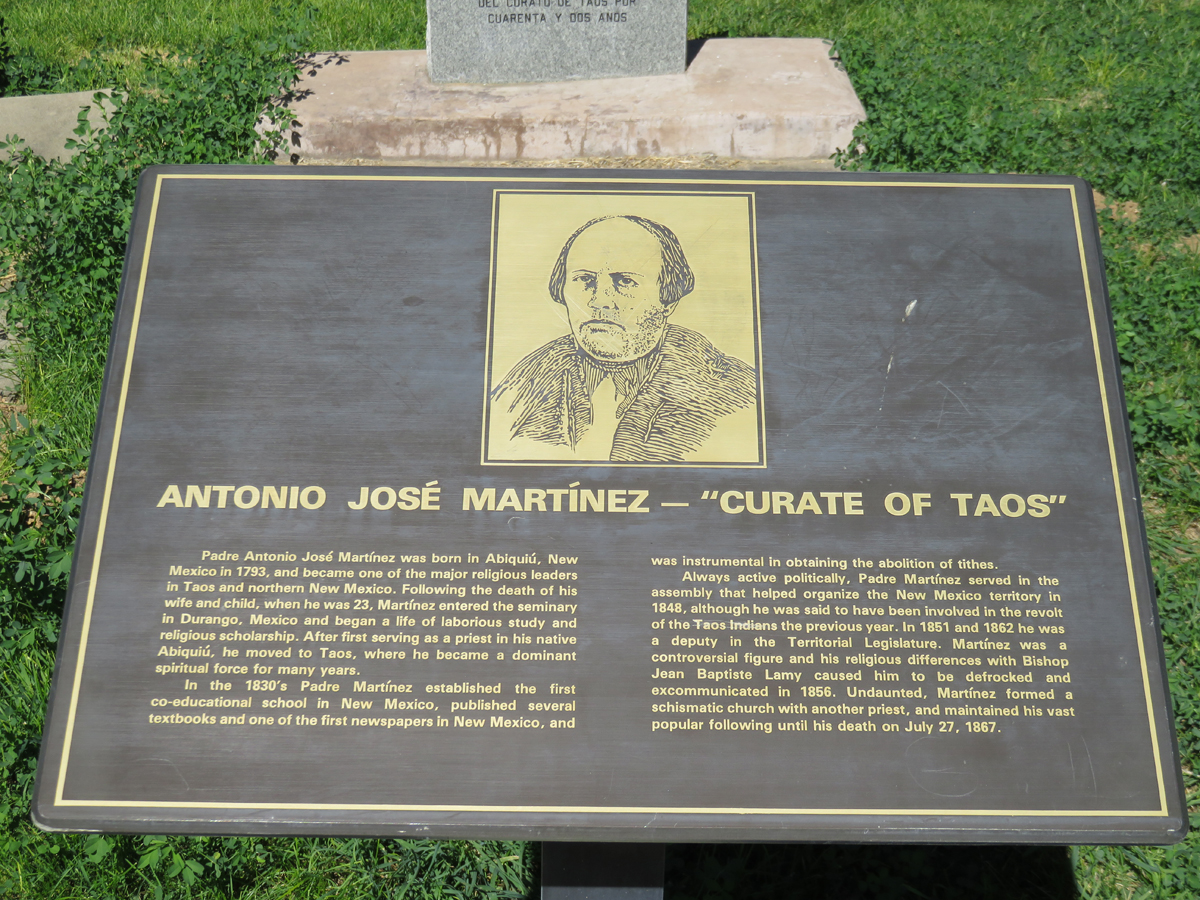 DEL CURATO DE TAOS POR
CUARENTA Y DOS AÑOS
ANTONIO JOSÉ MARTÍNEZ — "CURATE OF TAOS"
Padre Antonio José Martínez was born in Abiquiú, New
Mexico in 1793, and became one of the major religious leaders
in Taos and northern New Mexico. Following the death of his
wife and child, when he was 23, Martínez entered the seminary
in Durango, Mexico and began a life of laborious study and
religious scholarship. After first serving as a priest in his native
Abiquiú, he moved to Taos, where he became a dominant
spiritual force for many years.
In the 1830's Padre Martínez established the first
co-educational school in New Mexico, published several
textbooks and one of the first newspapers in New Mexico, and
was instrumental in obtaining the abolition of tithes.
Always active politically, Padre Martínez served in the
assembly that helped organize the New Mexico territory in
1848, although he was said to have been involved in the revolt
of the Taos Indians the previous year. In 1851 and 1862 he was
a deputy in the Territorial Legislature. Martínez was a
controversial figure and his religious differences with Bishop
Jean Baptiste Lamy caused him to be defrocked and
excommunicated in 1856. Undaunted, Martínez formed a
schismatic church with another priest, and maintained his vast
popular following until his death on July 27, 1867.